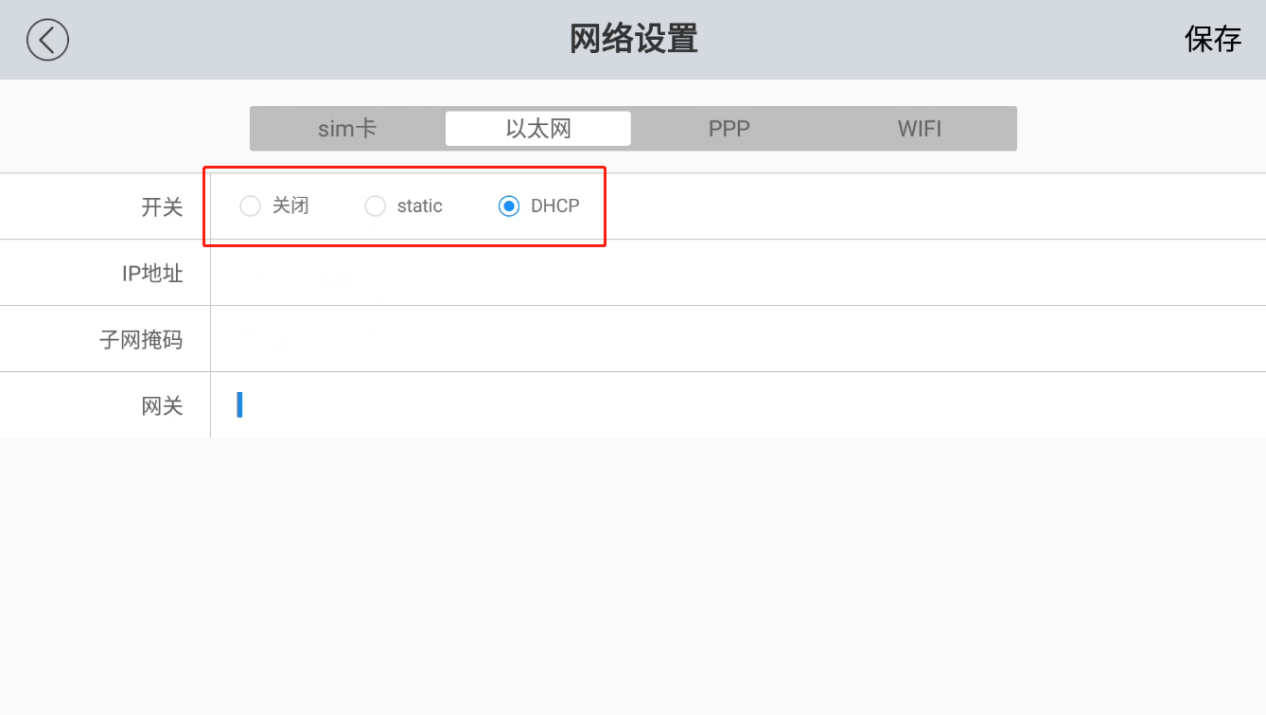 网络设置
保存
sim卡 以太网 PPP WIFI
开关 关闭 static DHCP
IP地址
子网掩码
网关